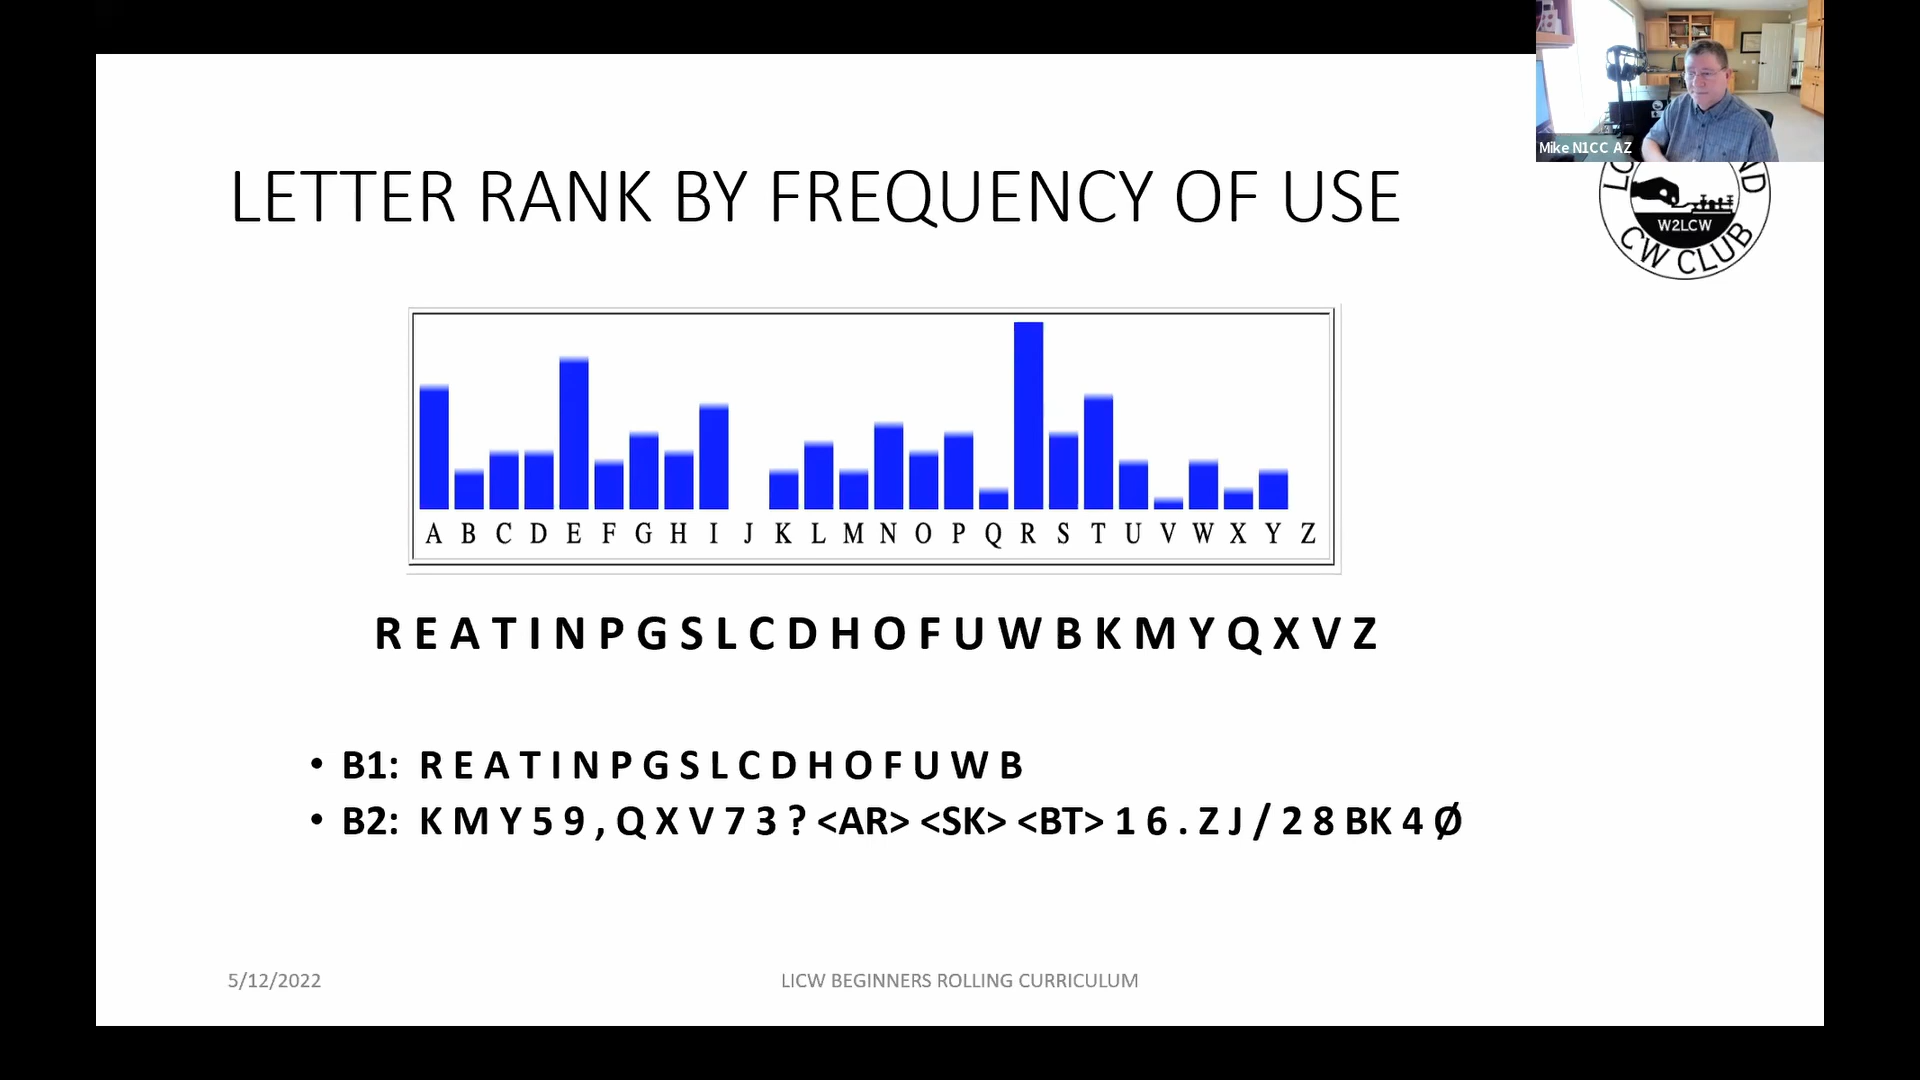 Mike N1CC AZ
LETTER RANK BY FREQUENCY OF USE
W2LCW
CW CLUB
A B C D E F G H I J K L M N O P Q R S T U V W X Y Z
R E A T I N P G S L C D H O F U W B K M Y Q X V Z
• B1: R E A T I N P G S L C D H O F U W B
• B2: K M Y 5 9 , Q X V 7 3 ? <AR> <SK> <BT> 1 6 . Z J / 2 8 BK 4 Ø
5/12/2022
LICW BEGINNERS ROLLING CURRICULUM